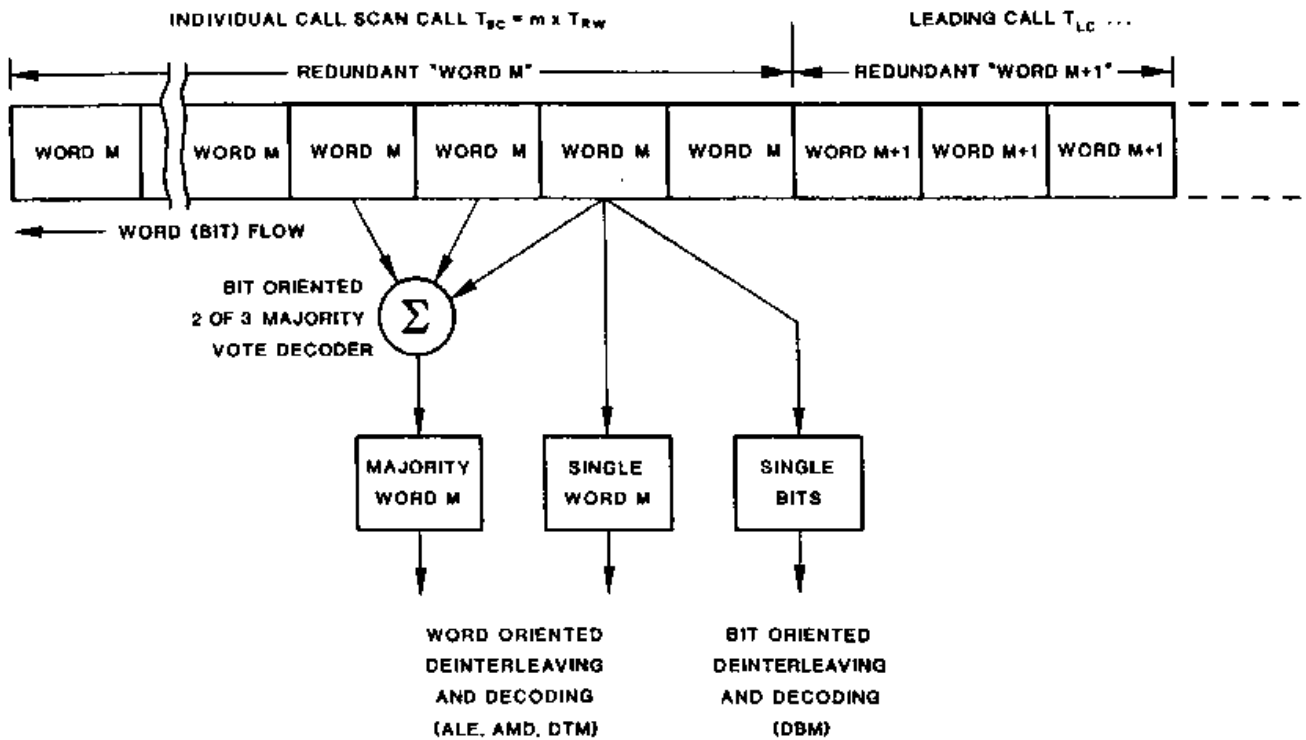 INDIVIDUAL CALL SCAN CALL T_SC = m x T_RW
LEADING CALL T_LC ...
REDUNDANT "WORD M"
REDUNDANT "WORD M+1"
WORD M
WORD M
WORD M
WORD M
WORD M
WORD M
WORD M+1
WORD M+1
WORD M+1
WORD (BIT) FLOW
BIT ORIENTED
2 OF 3 MAJORITY
VOTE DECODER
Σ
MAJORITY
WORD M
SINGLE
WORD M
SINGLE
BITS
WORD ORIENTED
DEINTERLEAVING
AND DECODING
(ALE, AMD, DTM)
BIT ORIENTED
DEINTERLEAVING
AND DECODING
(DBM)